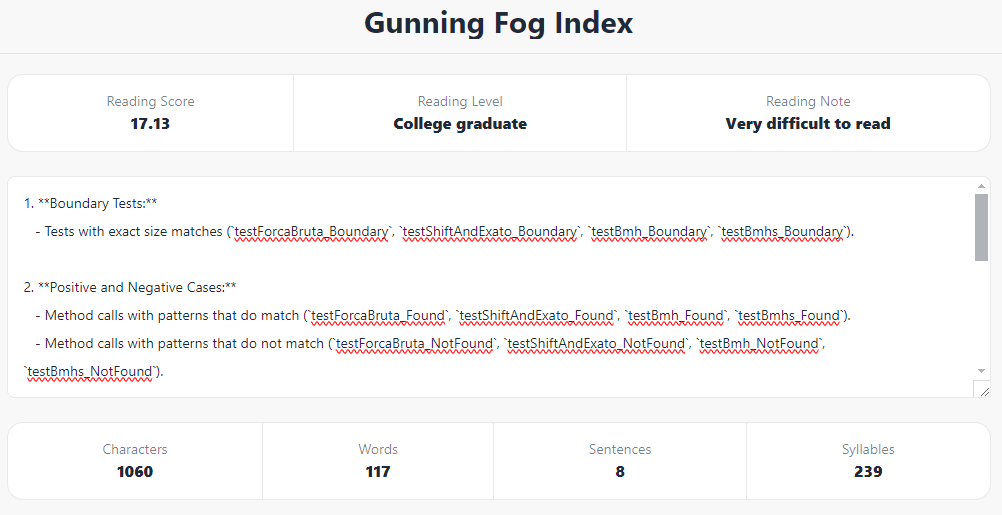 Gunning Fog Index
Reading Score
17.13
Reading Level
College graduate
Reading Note
Very difficult to read
1. **Boundary Tests:**
- Tests with exact size matches (`testForcaBruta_Boundary`, `testShiftAndExato_Boundary`, `testBmh_Boundary`, `testBmhs_Boundary`).
2. **Positive and Negative Cases:**
- Method calls with patterns that do match (`testForcaBruta_Found`, `testShiftAndExato_Found`, `testBmh_Found`, `testBmhs_Found`).
- Method calls with patterns that do not match (`testForcaBruta_NotFound`, `testShiftAndExato_NotFound`, `testBmh_NotFound`,
`testBmhs_NotFound`).
Characters
1060
Words
117
Sentences
8
Syllables
239